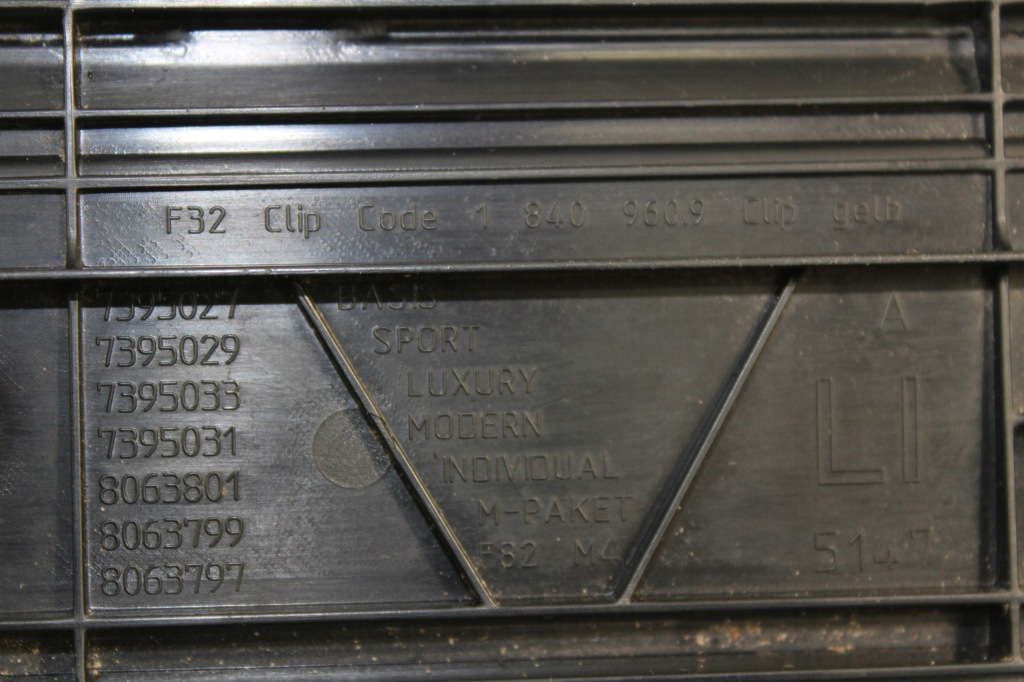 F32 Clip Code 1 840 960.9 Clip gelb
7395027 BASIS A
7395029 SPORT
7395033 LUXURY LI
7395031 MODERN
8063801 INDIVIDUAL
8063799 M-PAKET
8063797 F82 M4 5147